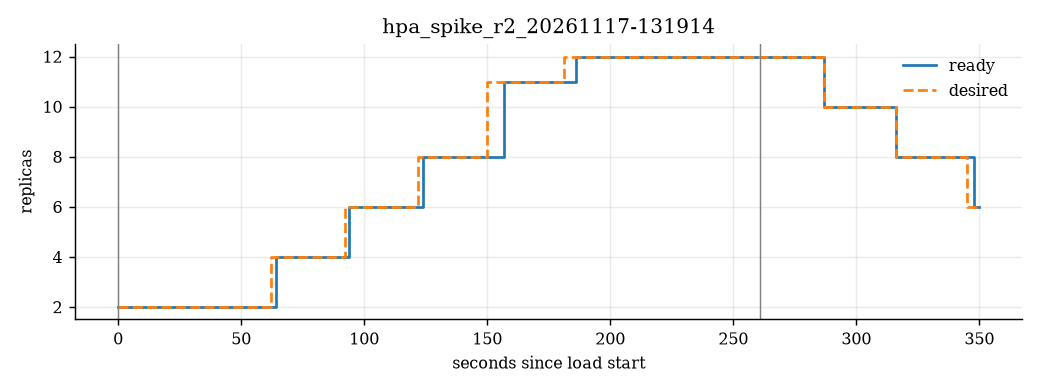 hpa_spike_r2_20261117-131914
12
10
8
6
4
2
replicas
ready
desired
0 50 100 150 200 250 300 350
seconds since load start